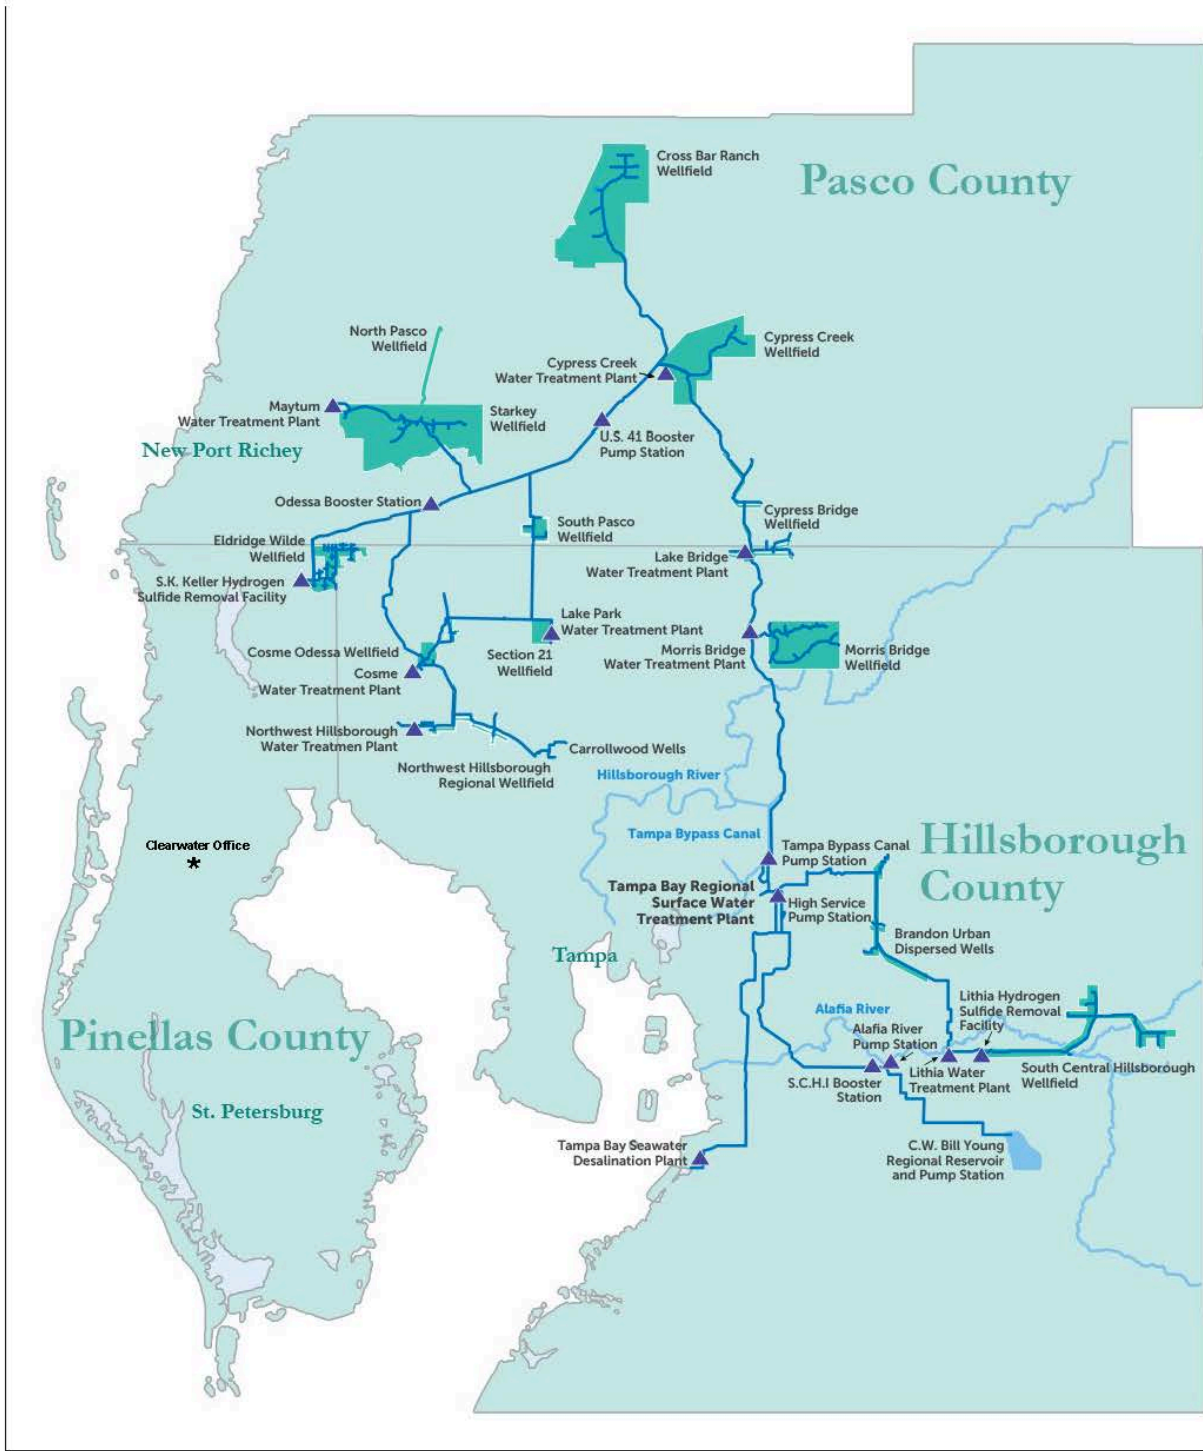 Cross Bar Ranch
Wellfield
Pasco County
North Pasco
Wellfield
Cypress Creek
Wellfield
Cypress Creek
Water Treatment Plant
Maytum
Water Treatment Plant
Starkey
Wellfield
U.S. 41 Booster
Pump Station
New Port Richey
Odessa Booster Station
South Pasco
Wellfield
Cypress Bridge
Wellfield
Eldridge Wilde
Wellfield
Lake Bridge
Water Treatment Plant
S.K. Keller Hydrogen
Sulfide Removal Facility
Lake Park
Water Treatment Plant
Cosme Odessa Wellfield
Section 21
Wellfield
Morris Bridge
Water Treatment Plant
Morris Bridge
Wellfield
Cosme
Water Treatment Plant
Northwest Hillsborough
Water Treatmen Plant
Carrollwood Wells
Northwest Hillsborough
Regional Wellfield
Hillsborough River
Tampa Bypass Canal
Hillsborough
County
Clearwater Office
*
Tampa Bypass Canal
Pump Station
Tampa Bay Regional
Surface Water
Treatment Plant
High Service
Pump Station
Brandon Urban
Dispersed Wells
Tampa
Lithia Hydrogen
Sulfide Removal
Facility
Alafia River
Alafia River
Pump Station
Pinellas County
S.C.H.I Booster
Station
Lithia Water
Treatment Plant
South Central Hillsborough
Wellfield
St. Petersburg
Tampa Bay Seawater
Desalination Plant
C.W. Bill Young
Regional Reservoir
and Pump Station